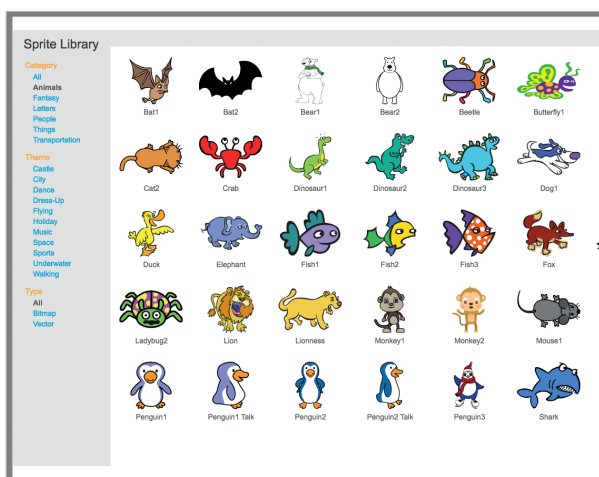 Sprite Library
Category
All
Animals
Fantasy
Letters
People
Things
Transportation
Theme
Castle
City
Dance
Dress-Up
Flying
Holiday
Music
Space
Sports
Underwater
Walking
Type
All
Bitmap
Vector
Bat1 Bat2 Bear1 Bear2 Beetle Butterfly1
Cat2 Crab Dinosaur1 Dinosaur2 Dinosaur3 Dog1
Duck Elephant Fish1 Fish2 Fish3 Fox
Ladybug2 Lion Lionness Monkey1 Monkey2 Mouse1
Penguin1 Penguin1 Talk Penguin2 Penguin2 Talk Penguin3 Shark